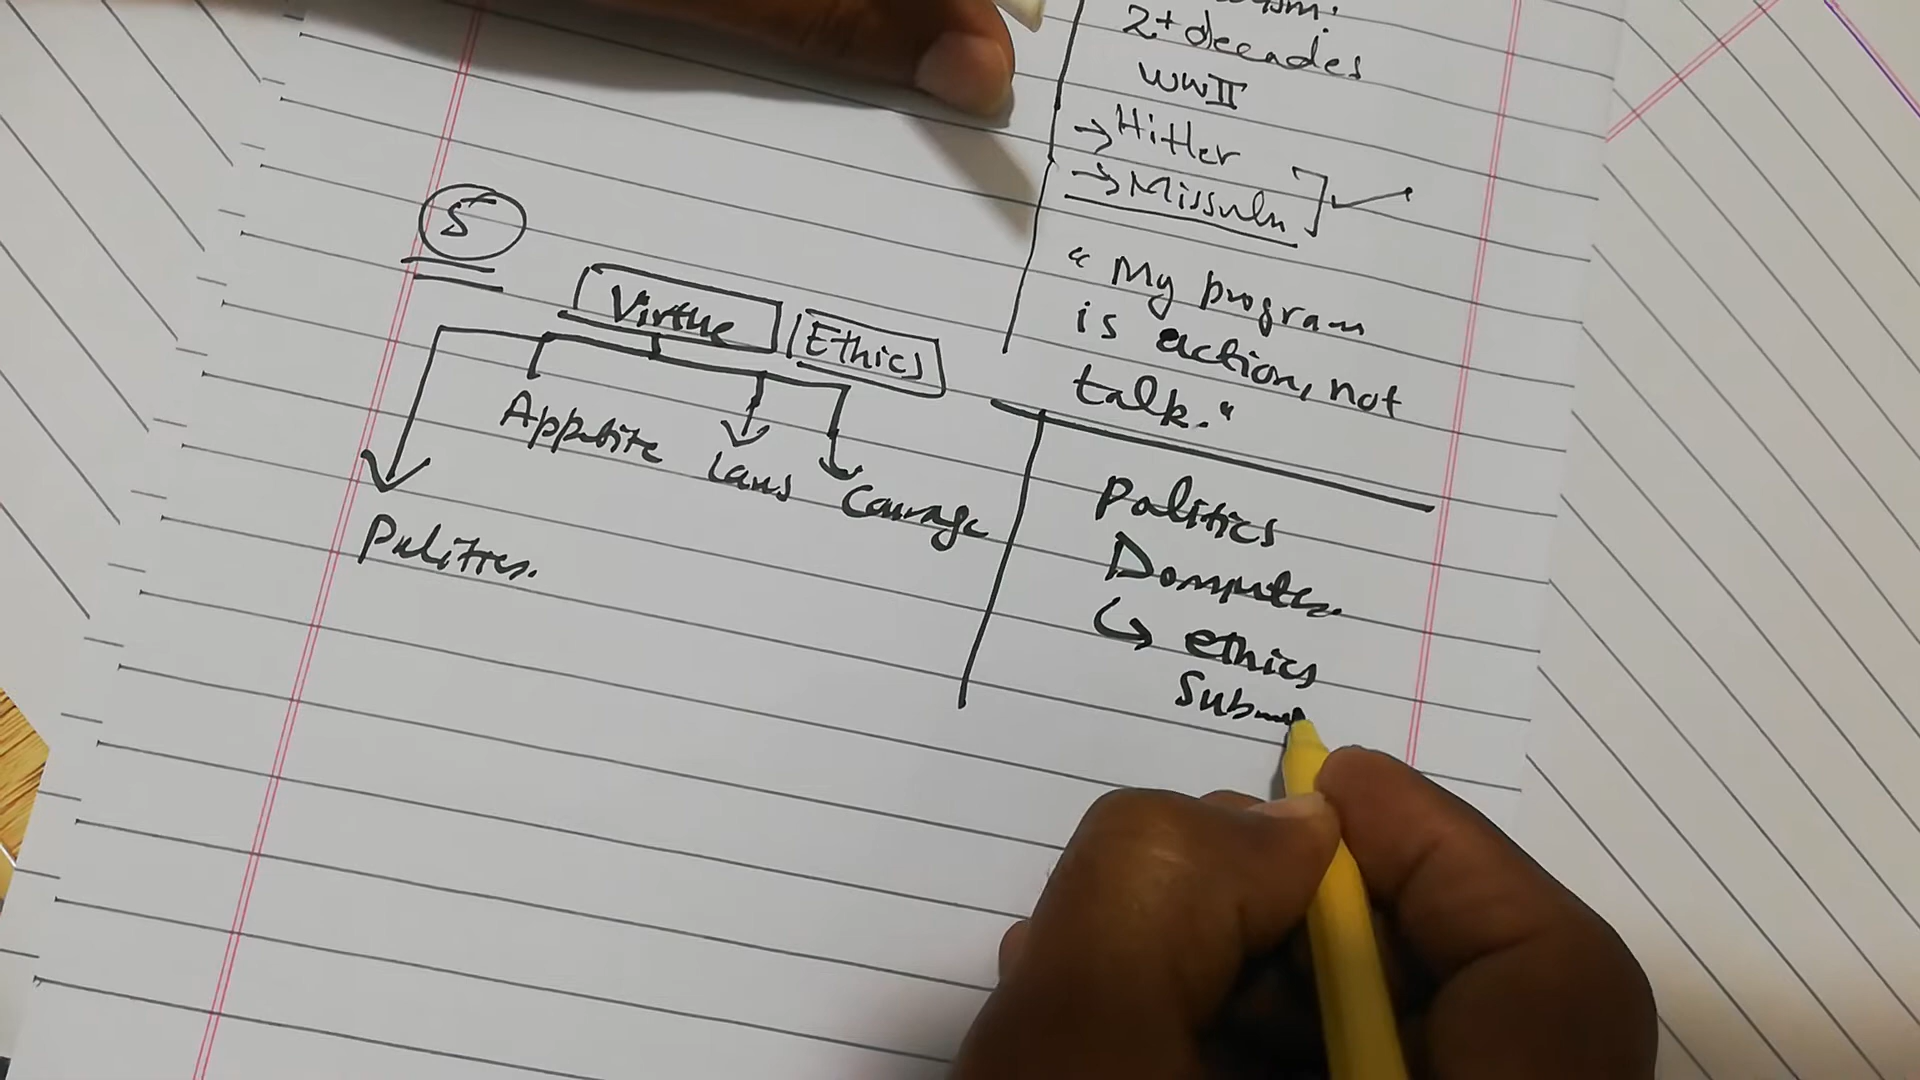 2+ decades
WWII
→ Hitler
→ Missuln
"My program
is action, not
talk."
5
Virtue Ethics
Appetite Laws Courage
Politics
Politics
↳ ethics
Sub